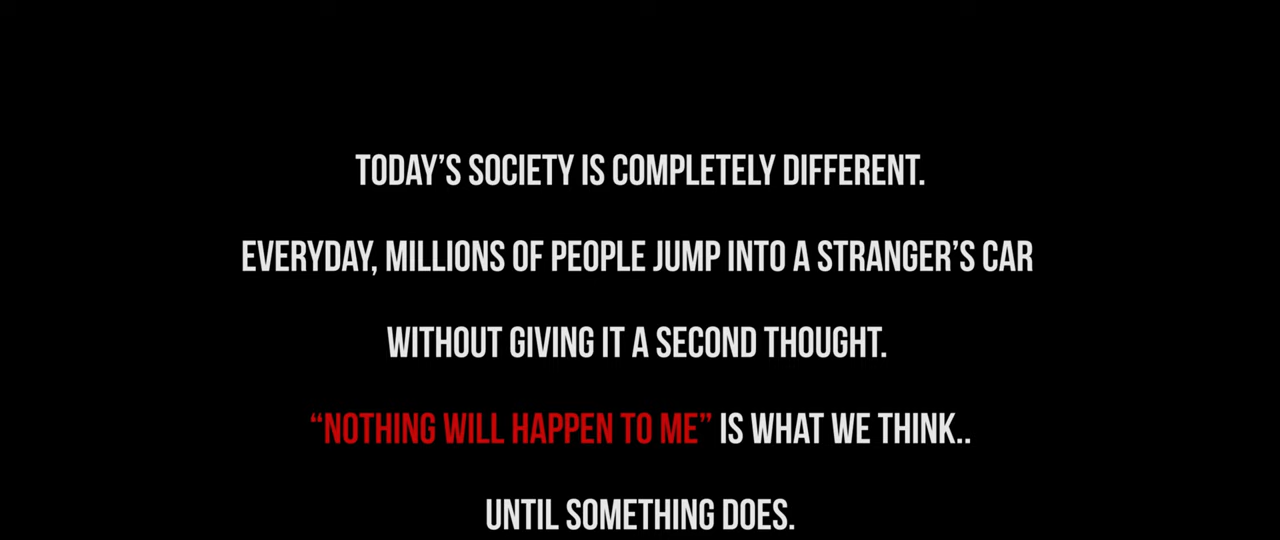 TODAY’S SOCIETY IS COMPLETELY DIFFERENT.
EVERYDAY, MILLIONS OF PEOPLE JUMP INTO A STRANGER’S CAR
WITHOUT GIVING IT A SECOND THOUGHT.
“NOTHING WILL HAPPEN TO ME” IS WHAT WE THINK..
UNTIL SOMETHING DOES.